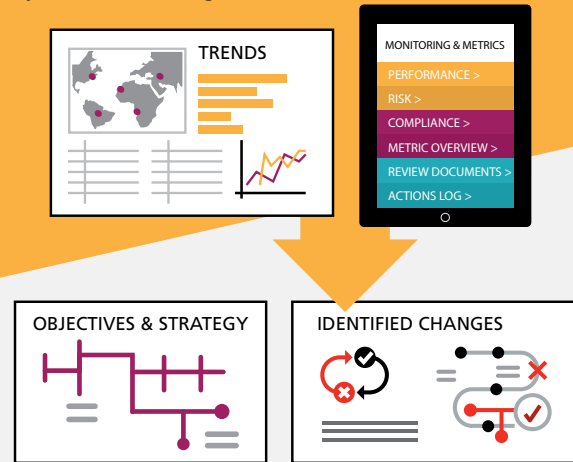 TRENDS
MONITORING & METRICS
PERFORMANCE >
RISK >
COMPLIANCE >
METRIC OVERVIEW >
REVIEW DOCUMENTS >
ACTIONS LOG >
OBJECTIVES & STRATEGY
IDENTIFIED CHANGES